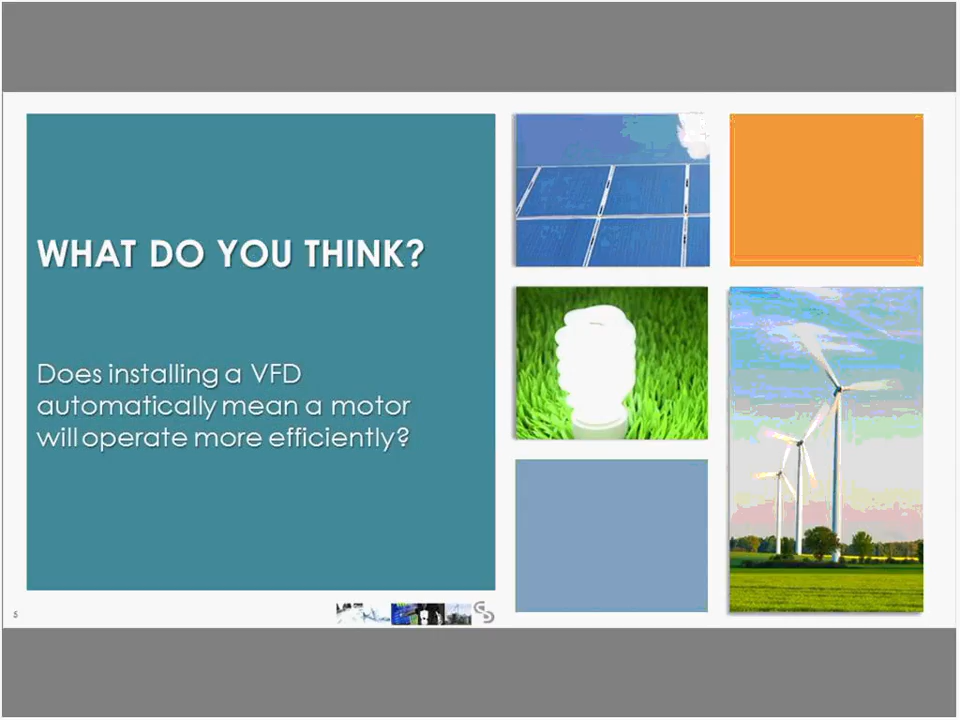 WHAT DO YOU THINK?
Does installing a VFD
automatically mean a motor
will operate more efficiently?
5